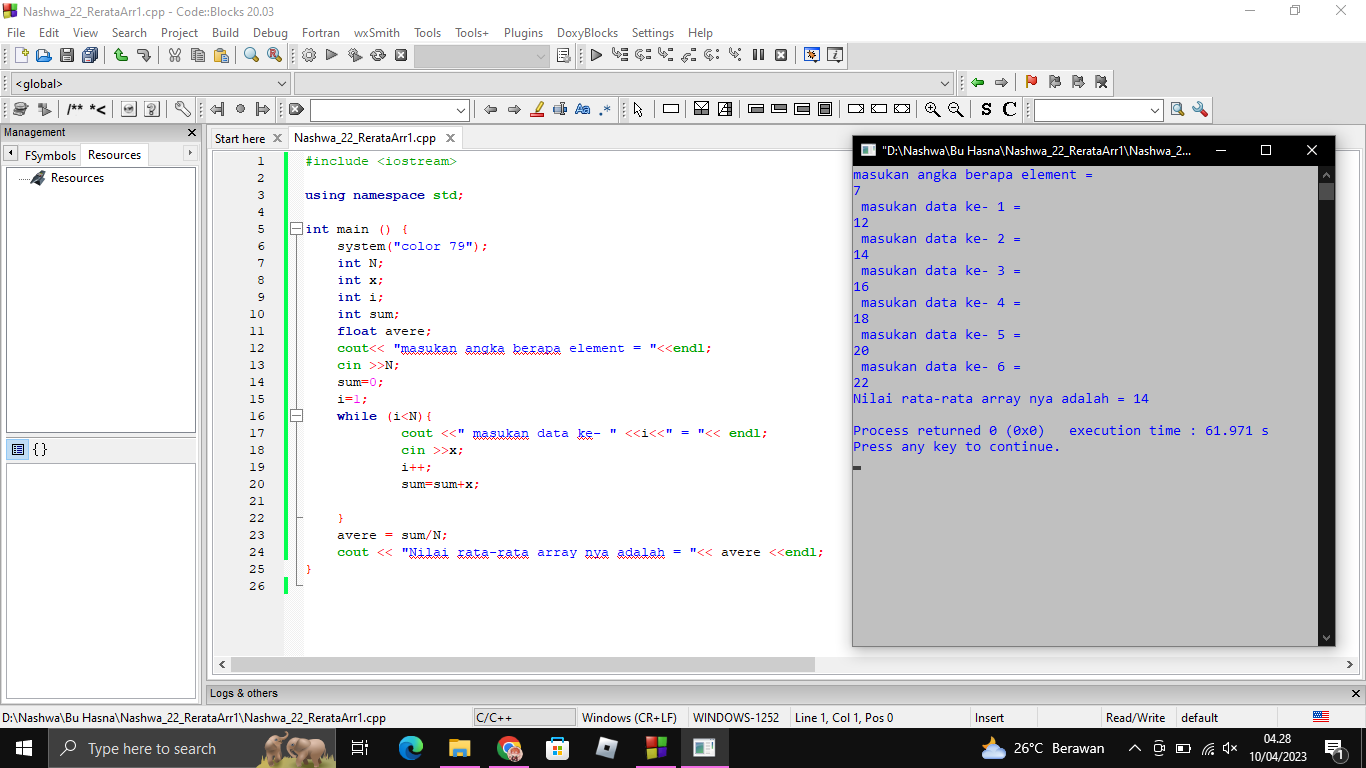 Nashwa_22_RerataArr1.cpp - Code::Blocks 20.03
File Edit View Search Project Build Debug Fortran wxSmith Tools Tools+ Plugins DoxyBlocks Settings Help
<global>
/** *<
Aa .*
S C
Management
FSymbols Resources
Resources
{}
Start here Nashwa_22_RerataArr1.cpp
1 #include <iostream>
2
3 using namespace std;
4
5 int main () {
6 system("color 79");
7 int N;
8 int x;
9 int i;
10 int sum;
11 float avere;
12 cout<< "masukan angka berapa element = "<<endl;
13 cin >>N;
14 sum=0;
15 i=1;
16 while (i<N){
17 cout <<" masukan data ke- " <<i<<" = "<< endl;
18 cin >>x;
19 i++;
20 sum=sum+x;
21
22 }
23 avere = sum/N;
24 cout << "Nilai rata-rata array nya adalah = "<< avere <<endl;
25 }
26
"D:\Nashwa\Bu Hasna\Nashwa_22_RerataArr1\Nashwa_2...
masukan angka berapa element =
7
masukan data ke- 1 =
12
masukan data ke- 2 =
14
masukan data ke- 3 =
16
masukan data ke- 4 =
18
masukan data ke- 5 =
20
masukan data ke- 6 =
22
Nilai rata-rata array nya adalah = 14
Process returned 0 (0x0) execution time : 61.971 s
Press any key to continue.
Logs & others
D:\Nashwa\Bu Hasna\Nashwa_22_RerataArr1\Nashwa_22_RerataArr1.cpp C/C++ Windows (CR+LF) WINDOWS-1252 Line 1, Col 1, Pos 0 Insert Read/Write default
Type here to search
26°C Berawan
04.28
10/04/2023
1